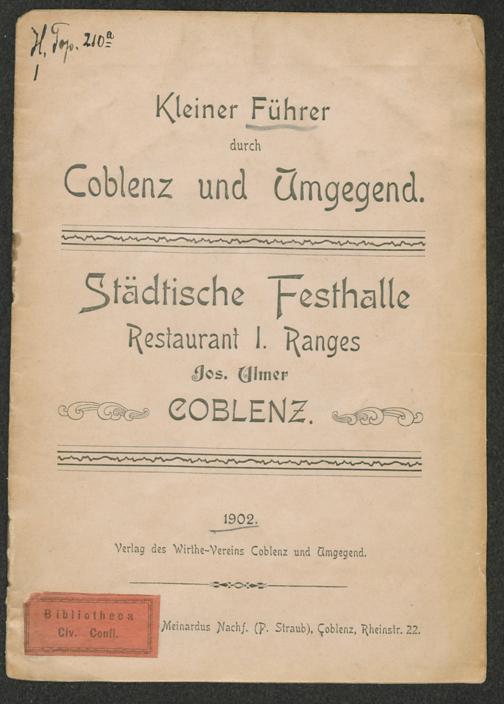 H. Top. 210a
1
Kleiner Führer
durch
Coblenz und Umgegend.
Städtische Festhalle
Restaurant I. Ranges
Jos. Ulmer
COBLENZ.
1902.
Verlag des Wirthe-Vereins Coblenz und Umgegend.
Bibliotheca
Civ. Confl.
Meinardus Nachf. (P. Straub), Coblenz, Rheinstr. 22.